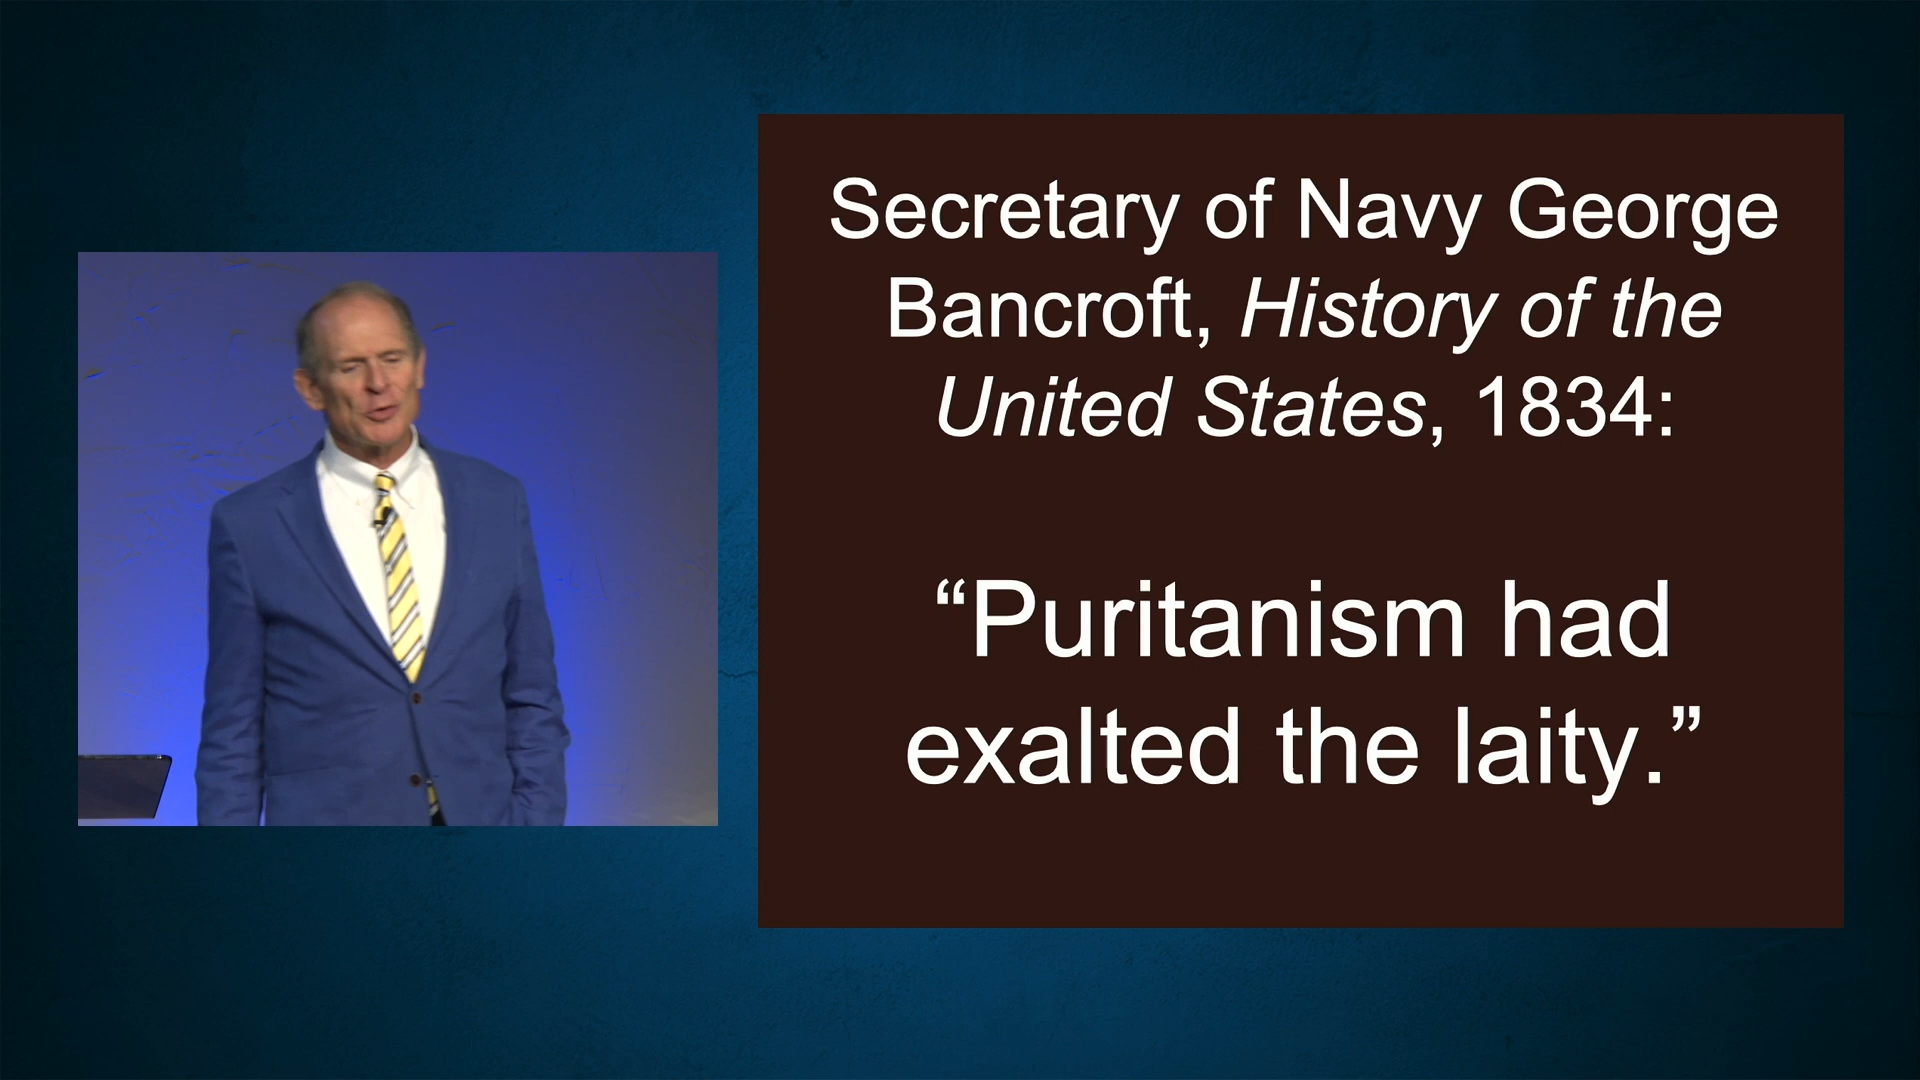 Secretary of Navy George
Bancroft, History of the
United States, 1834:
“Puritanism had
exalted the laity.”